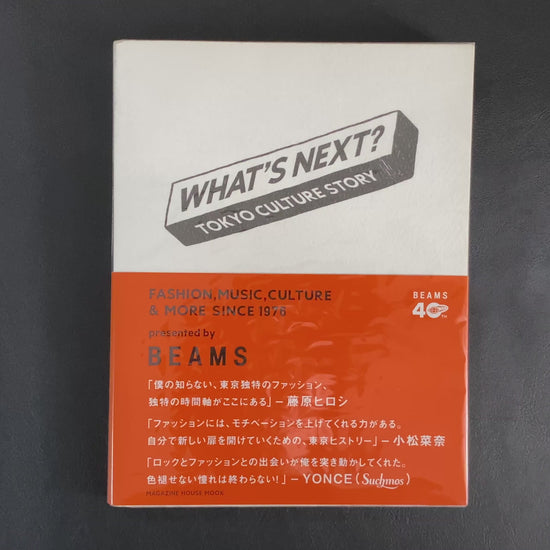 WHAT'S NEXT?
TOKYO CULTURE STORY
FASHION, MUSIC, CULTURE
& MORE SINCE 1976
presented by
BEAMS
BEAMS
40TH
「僕の知らない、東京独特のファッション、
独特の時間軸がここにある」– 藤原ヒロシ
「ファッションには、モチベーションを上げてくれる力がある。
自分で新しい扉を開けていくための、東京ヒストリー」– 小松菜奈
「ロックとファッションとの出会いが俺を突き動かしてくれた。
色褪せない憧れは終わらない!」– YONCE(Suchmos)
MAGAZINE HOUSE MOOK